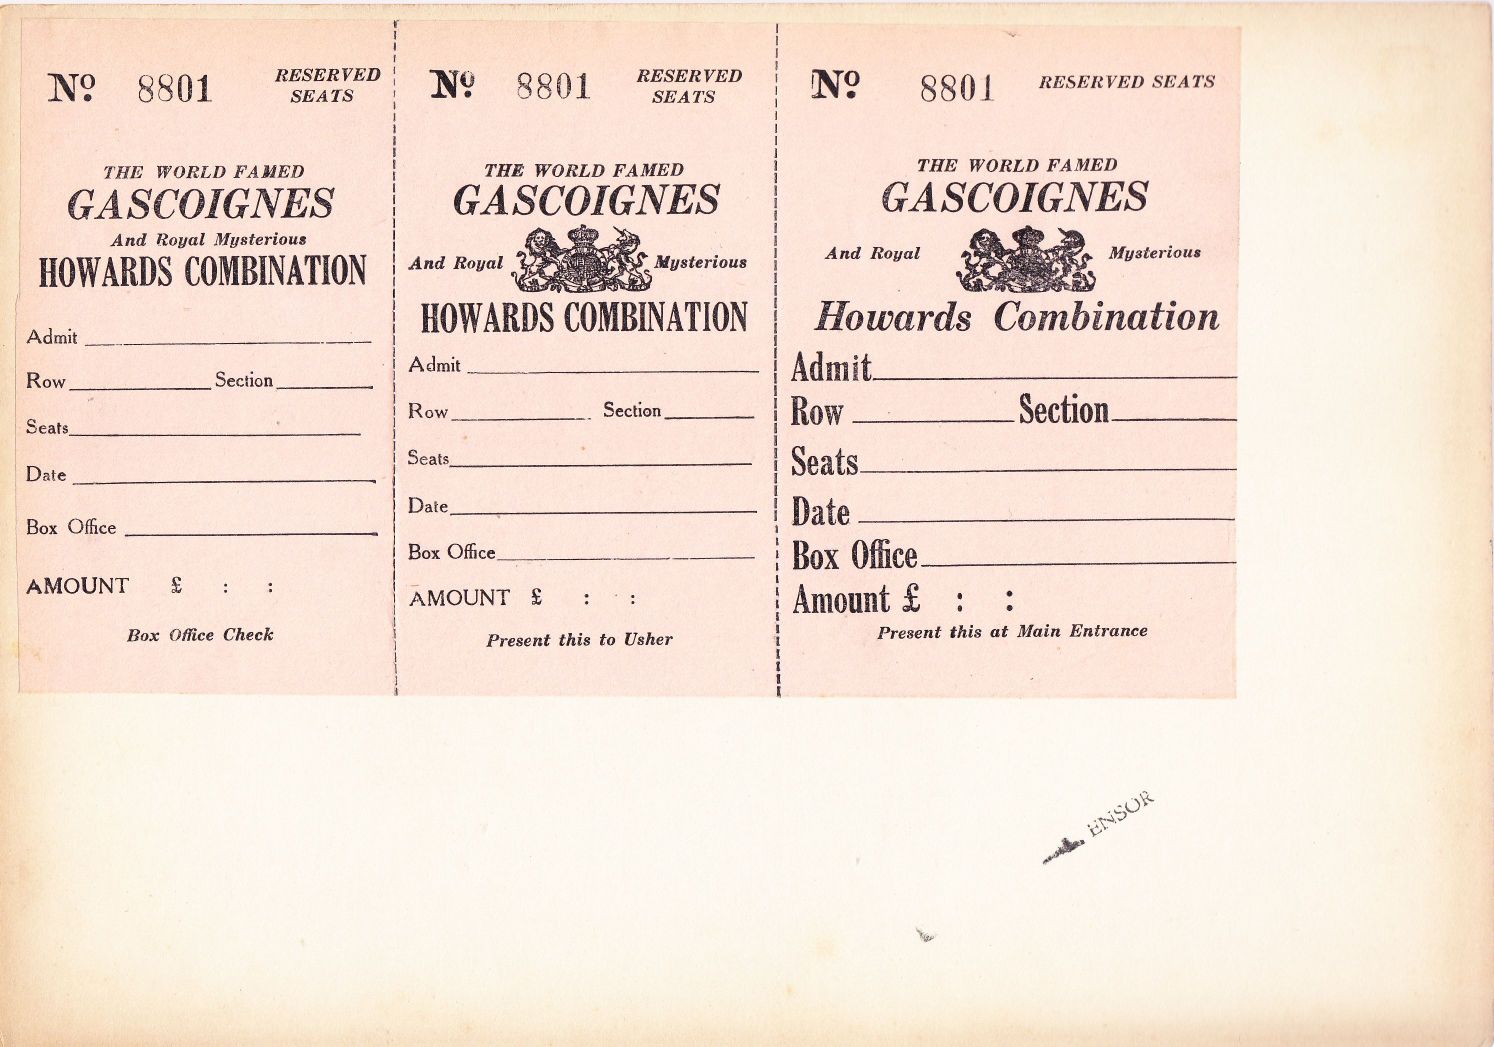 Nº 8801 RESERVED SEATS
THE WORLD FAMED
GASCOIGNES
And Royal Mysterious
HOWARDS COMBINATION
Admit
Row Section
Seats
Date
Box Office
AMOUNT £ : :
Box Office Check
Nº 8801 RESERVED SEATS
THE WORLD FAMED
GASCOIGNES
And Royal Mysterious
HOWARDS COMBINATION
Admit
Row Section
Seats
Date
Box Office
AMOUNT £ : :
Present this to Usher
Nº 8801 RESERVED SEATS
THE WORLD FAMED
GASCOIGNES
And Royal Mysterious
Howards Combination
Admit
Row Section
Seats
Date
Box Office
Amount £ : :
Present this at Main Entrance
ENSOR